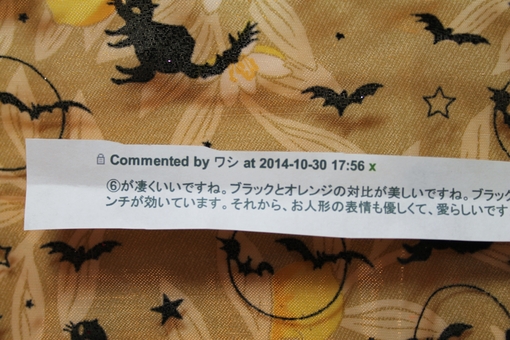 Commented by ワシ at 2014-10-30 17:56 x
⑥が凄くいいですね。ブラックとオレンジの対比が美しいですね。ブラッ
ンチが効いています。それから、お人形の表情も優しくて、愛らしいです